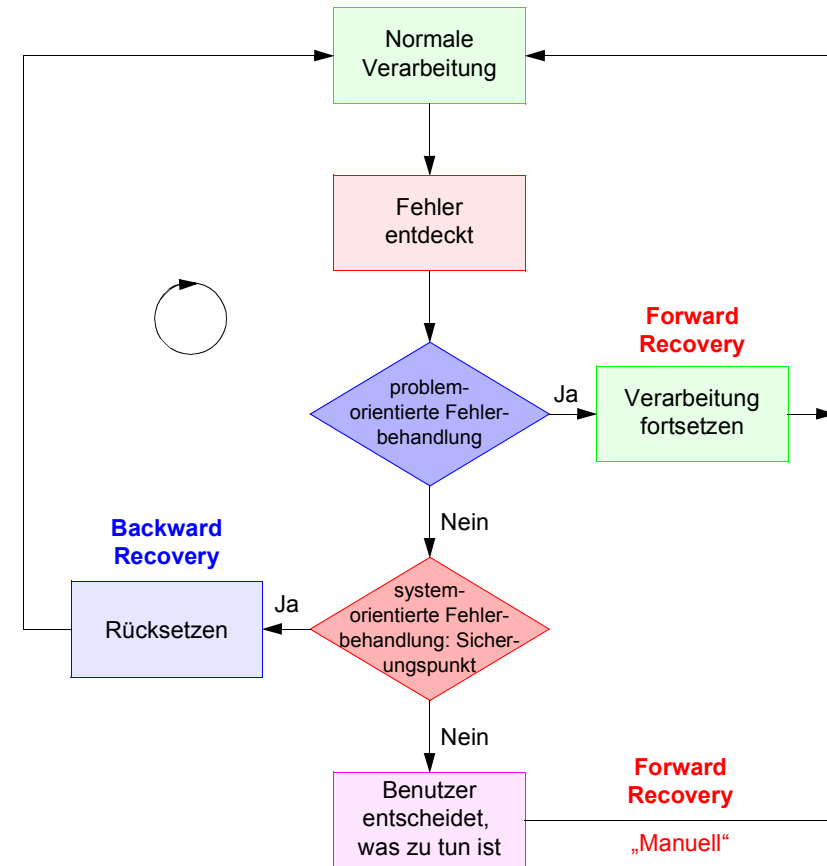 Normale
Verarbeitung
Fehler
entdeckt
Forward
Recovery
problem-
orientierte Fehler-
behandlung
Ja
Verarbeitung
fortsetzen
Nein
Backward
Recovery
system-
orientierte Fehler-
behandlung: Sicher-
ungspunkt
Ja
Rücksetzen
Nein
Benutzer
entscheidet,
was zu tun ist
Forward
Recovery
„Manuell“